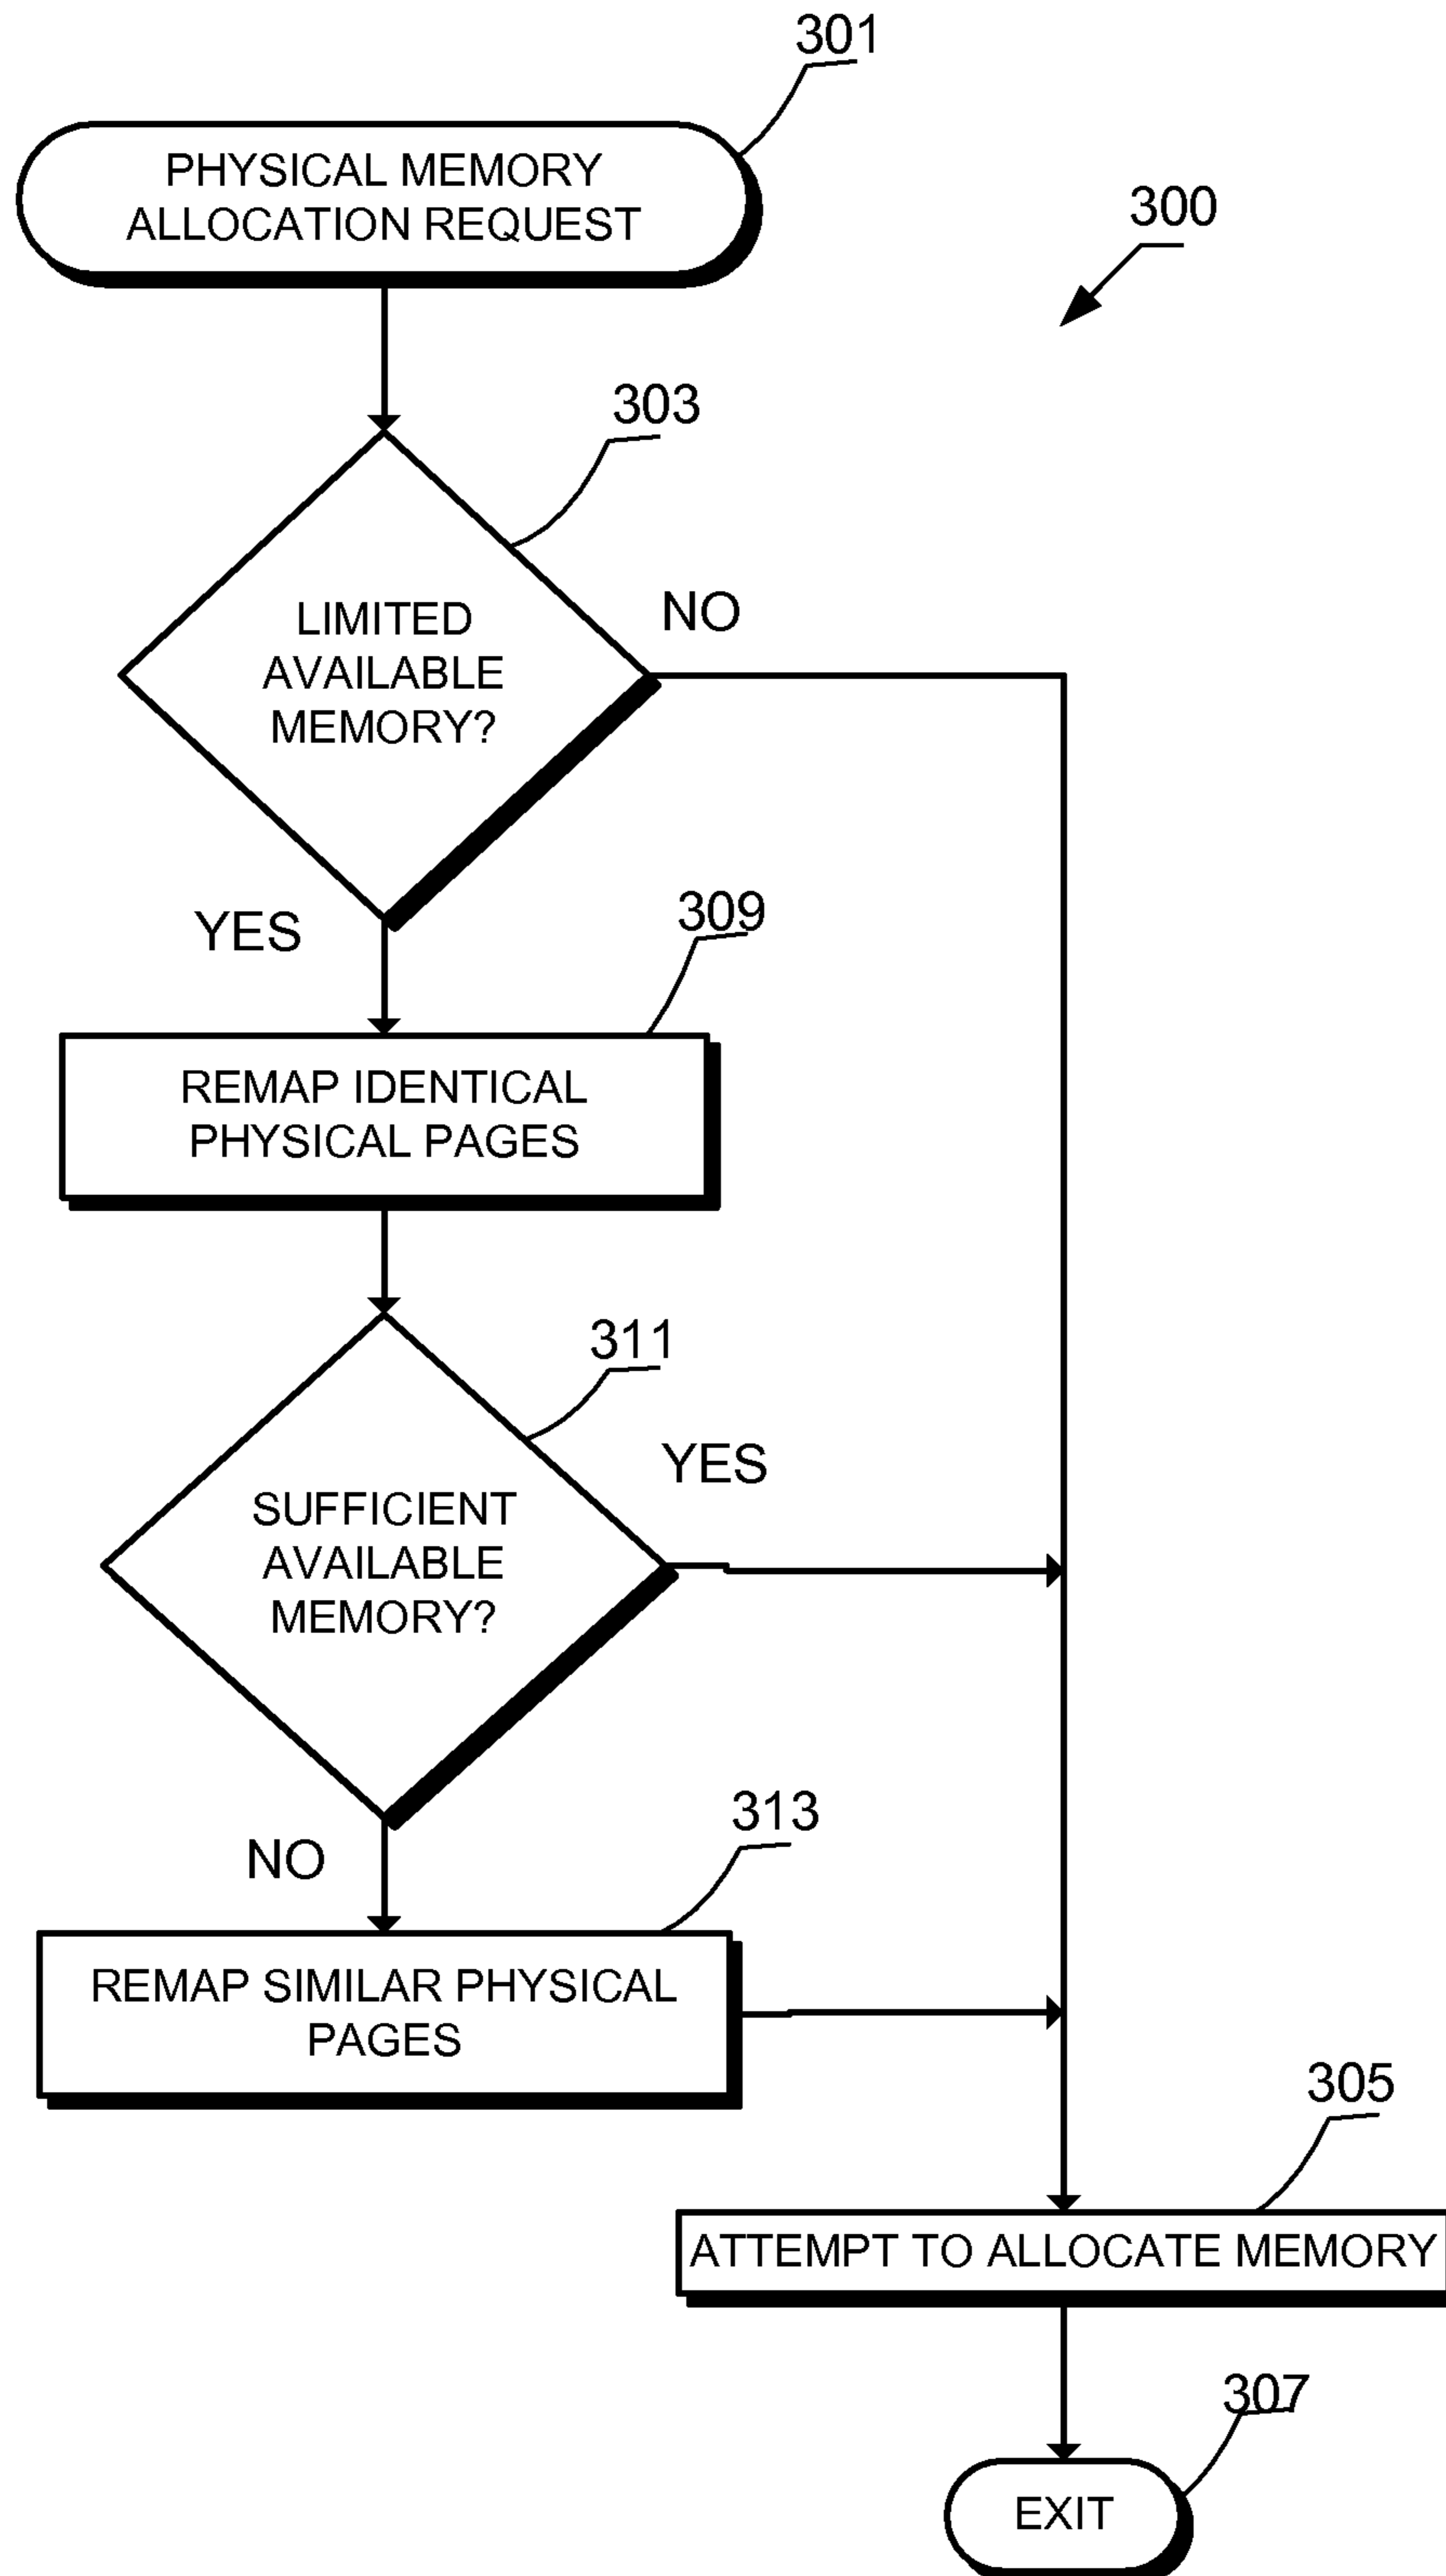 301
PHYSICAL MEMORY
ALLOCATION REQUEST
300
303
LIMITED
AVAILABLE
MEMORY?
NO
YES
309
REMAP IDENTICAL
PHYSICAL PAGES
311
SUFFICIENT
AVAILABLE
MEMORY?
YES
NO
313
REMAP SIMILAR PHYSICAL
PAGES
305
ATTEMPT TO ALLOCATE MEMORY
307
EXIT